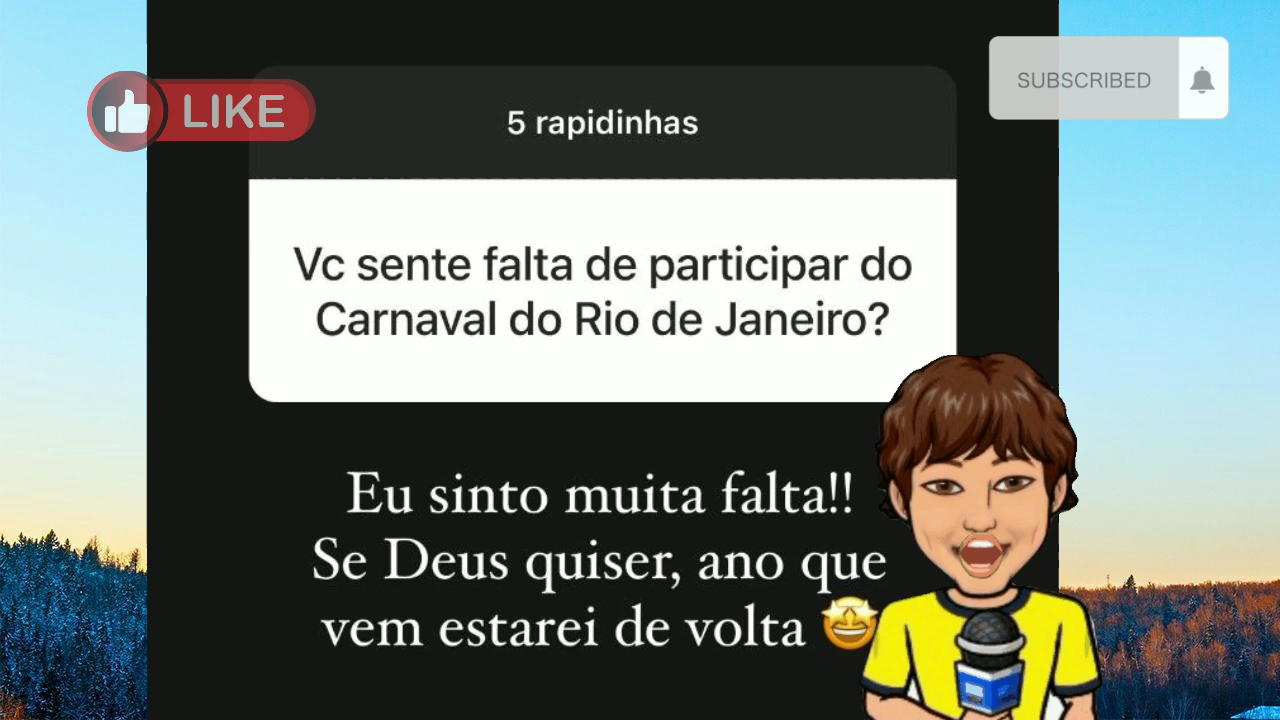 LIKE
SUBSCRIBED
5 rapidinhas
Vc sente falta de participar do
Carnaval do Rio de Janeiro?
Eu sinto muita falta!!
Se Deus quiser, ano que
vem estarei de volta 🤩